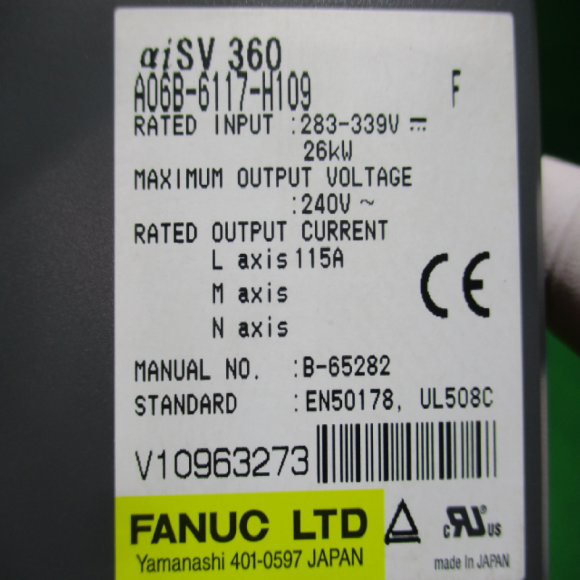 αiSV 360
A06B-6117-H109 F
RATED INPUT :283-339V ⎓
26kW
MAXIMUM OUTPUT VOLTAGE
:240V ~
RATED OUTPUT CURRENT
L axis 115A
M axis
N axis
CE
MANUAL NO. :B-65282
STANDARD :EN50178, UL508C
V10963273
FANUC LTD
Yamanashi 401-0597 JAPAN
c RU US
made in JAPAN